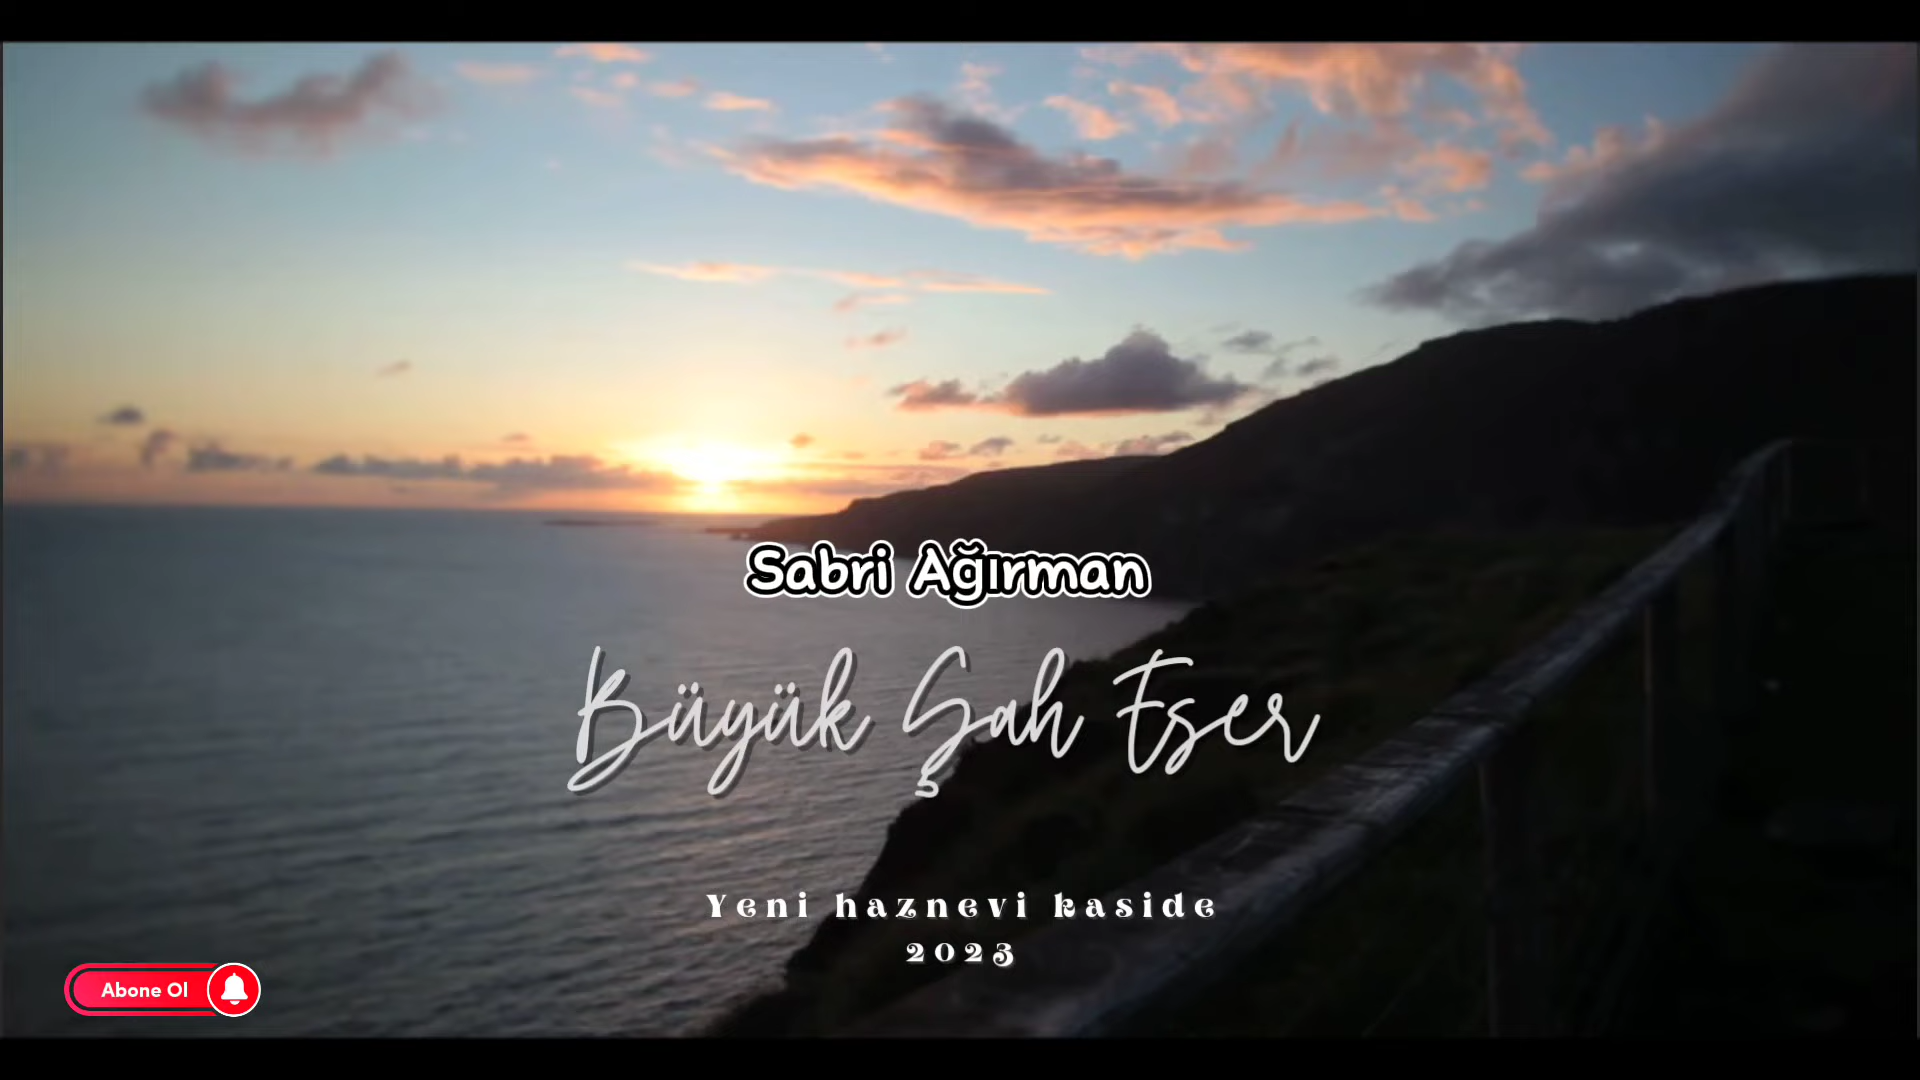 Sabri Ağırman
Büyük Şah Eser
Yeni haznevi kaside
2023
Abone Ol